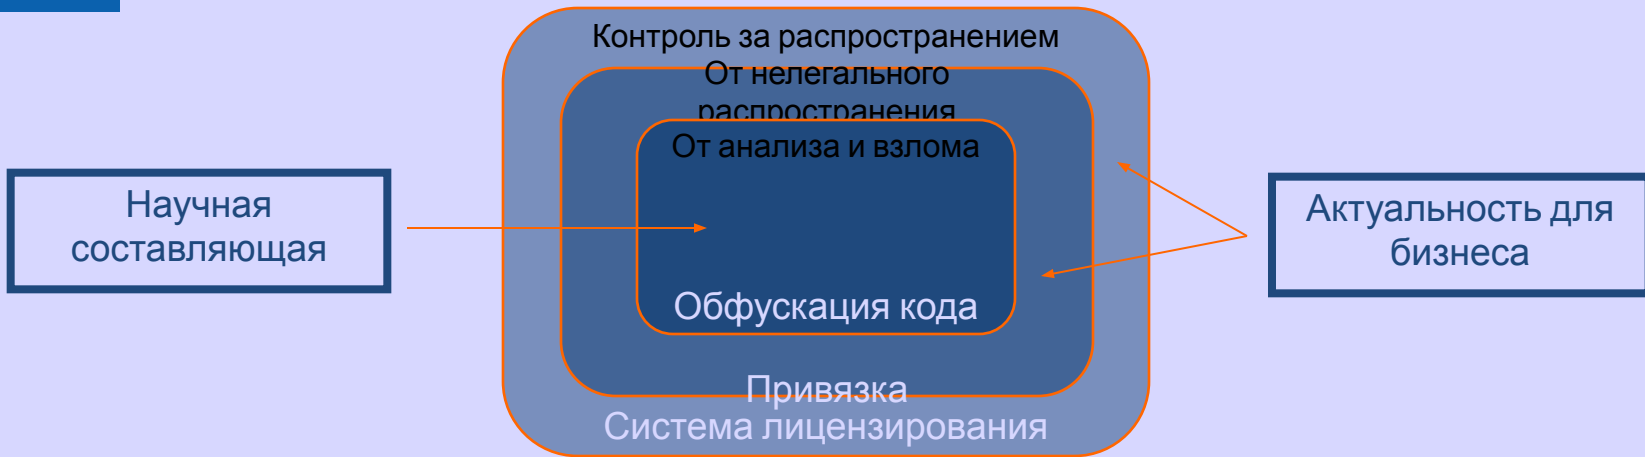 Контроль за распространением
От нелегального
распространения
От анализа и взлома
Научная
составляющая
Актуальность для
бизнеса
Обфускация кода
Привязка
Система лицензирования